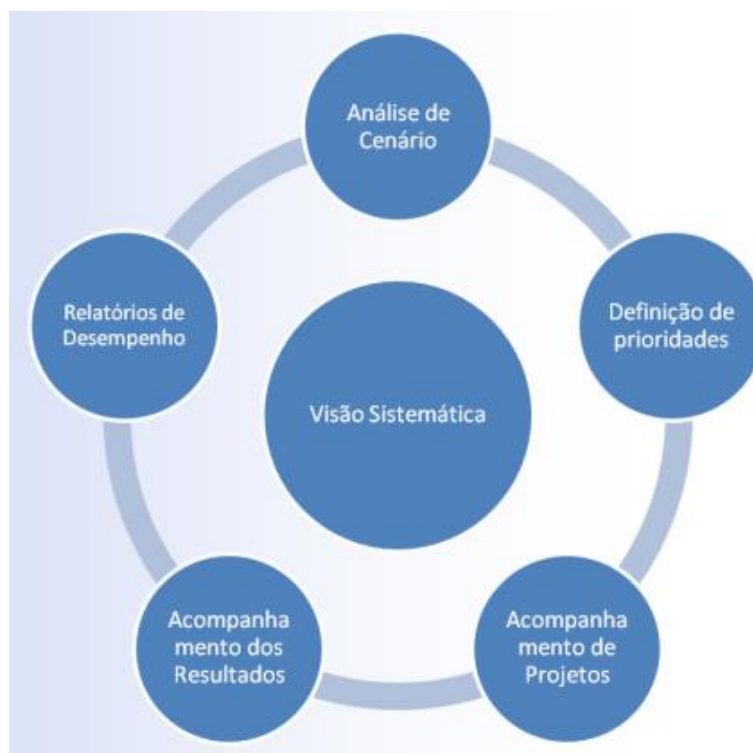 Análise de
Cenário
Definição de
prioridades
Relatórios de
Desempenho
Visão Sistemática
Acompanha
mento dos
Resultados
Acompanha
mento de
Projetos